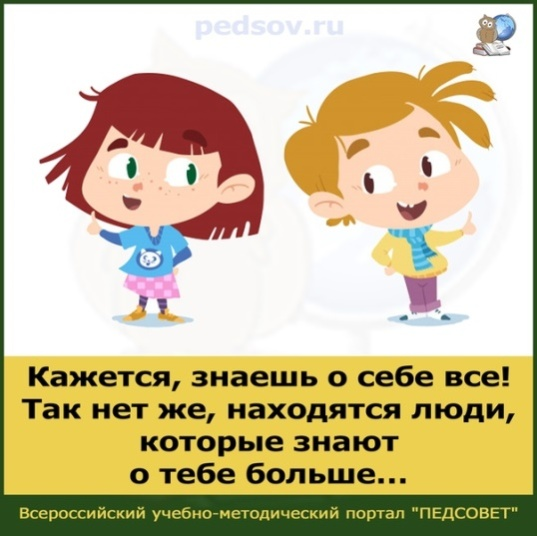 pedsov.ru
Кажется, знаешь о себе все!
Так нет же, находятся люди,
которые знают
о тебе больше...
Всероссийский учебно-методический портал "ПЕДСОВЕТ"